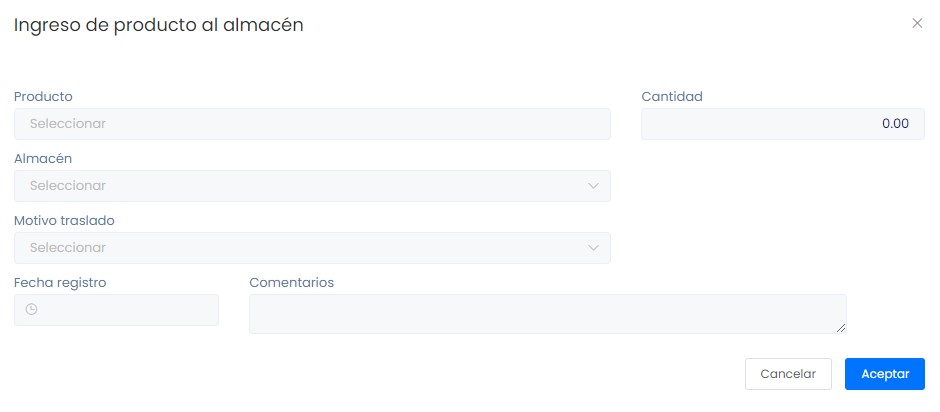 Ingreso de producto al almacén
Producto
Cantidad
Seleccionar
0.00
Almacén
Seleccionar
Motivo traslado
Seleccionar
Fecha registro
Comentarios
Cancelar
Aceptar